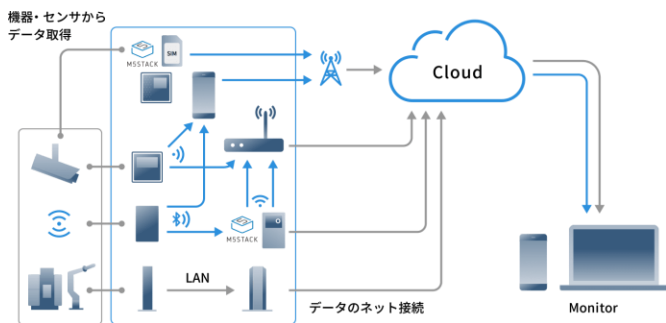 機器・センサから
データ取得
M5STACK
SIM
Cloud
M5STACK
LAN
データのネット接続
Monitor